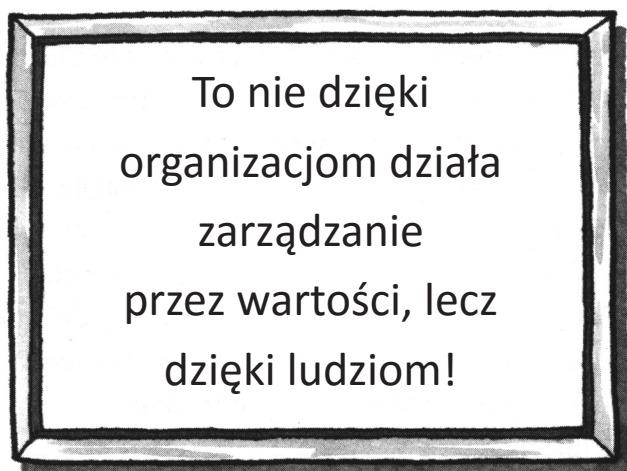 To nie dzięki
organizacjom działa
zarządzanie
przez wartości, lecz
dzięki ludziom!